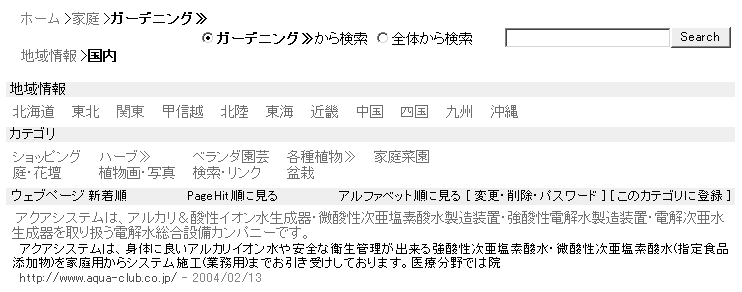 ホーム >家庭 >ガーデニング≫
ガーデニング≫から検索 全体から検索 Search
地域情報 >国内
地域情報
北海道 東北 関東 甲信越 北陸 東海 近畿 中国 四国 九州 沖縄
カテゴリ
ショッピング ハーブ≫ ベランダ園芸 各種植物≫ 家庭菜園
庭・花壇 植物画・写真 検索・リンク 盆栽
ウェブページ 新着順 PageHit順に見る アルファベット順に見る [ 変更・削除・パスワード ] [このカテゴリに登録 ]
アクアシステムは、アルカリ＆酸性イオン水生成器・微酸性次亜塩素酸水製造装置・強酸性電解水製造装置・電解次亜水
生成器を取り扱う電解水総合設備カンパニーです。
アクアシステムは、身体に良いアルカリイオン水や安全な衛生管理が出来る強酸性次亜塩素酸水・微酸性次亜塩素酸水(指定食品
添加物)を家庭用からシステム施工(業務用)までお引き受けしております。医療分野では院
http://www.aqua-club.co.jp/ - 2004/02/13